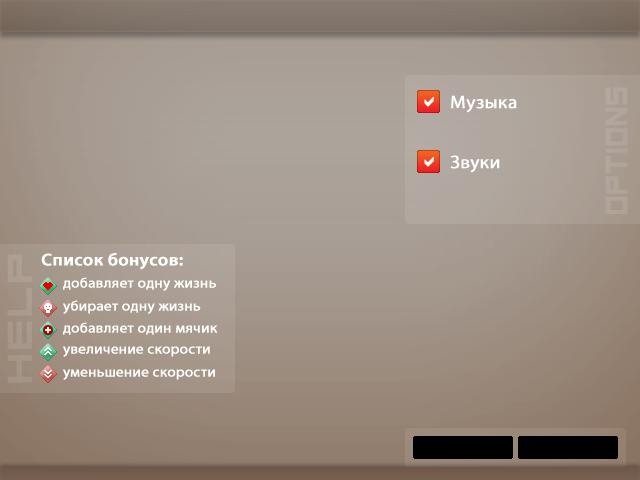 Музыка
Звуки
OPTIONS
Список бонусов:
добавляет одну жизнь
убирает одну жизнь
добавляет один мячик
увеличение скорости
уменьшение скорости
HELP